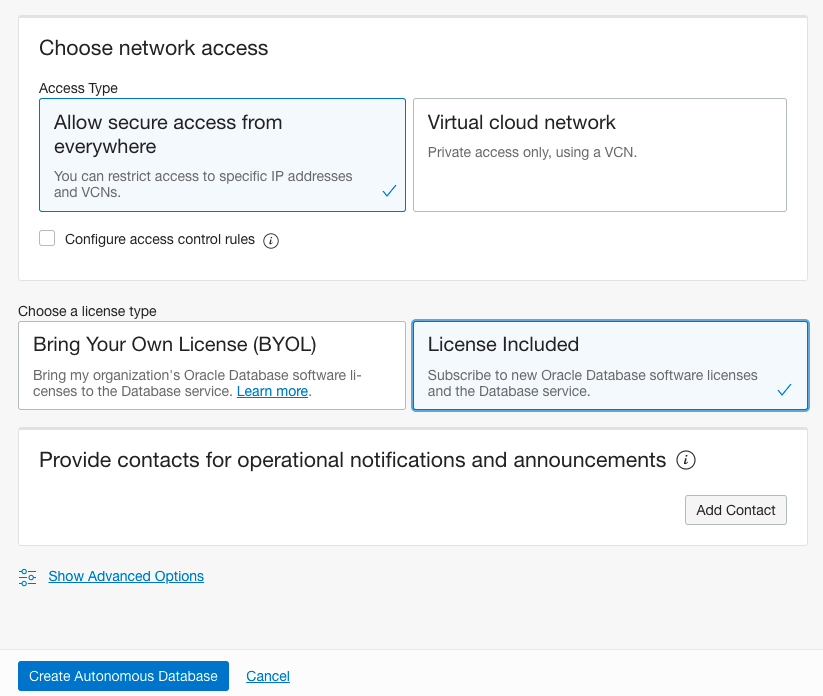 Choose network access
Access Type
Allow secure access from
everywhere
You can restrict access to specific IP addresses
and VCNs.
Virtual cloud network
Private access only, using a VCN.
Configure access control rules
Choose a license type
Bring Your Own License (BYOL)
Bring my organization's Oracle Database software li-
censes to the Database service. Learn more.
License Included
Subscribe to new Oracle Database software licenses
and the Database service.
Provide contacts for operational notifications and announcements
Add Contact
Show Advanced Options
Create Autonomous Database
Cancel